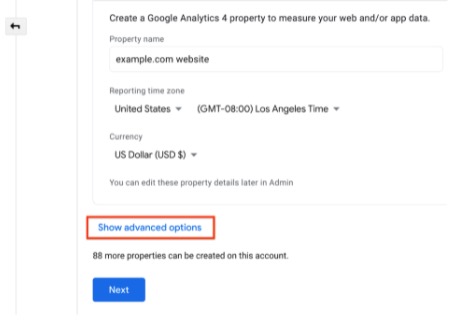 Create a Google Analytics 4 property to measure your web and/or app data.
Property name
example.com website
Reporting time zone
United States (GMT-08:00) Los Angeles Time
Currency
US Dollar (USD $)
You can edit these property details later in Admin
Show advanced options
88 more properties can be created on this account.
Next